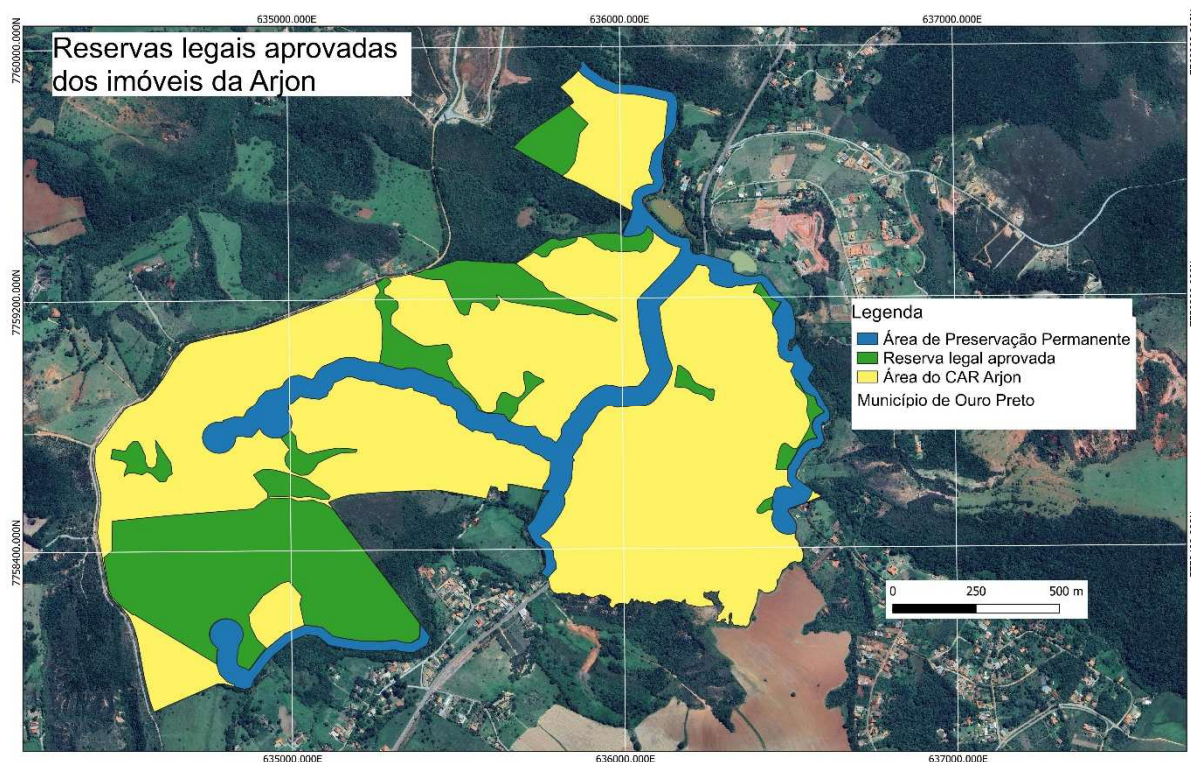 635000.000E
636000.000E
637000.000E
7760000.000N
Reservas legais aprovadas
dos imóveis da Arjon
7759200.000N
Legenda
Área de Preservação Permanente
Reserva legal aprovada
Área do CAR Arjon
Município de Ouro Preto
7758400.000N
0
250
500 m
635000.000E
636000.000E
637000.000E